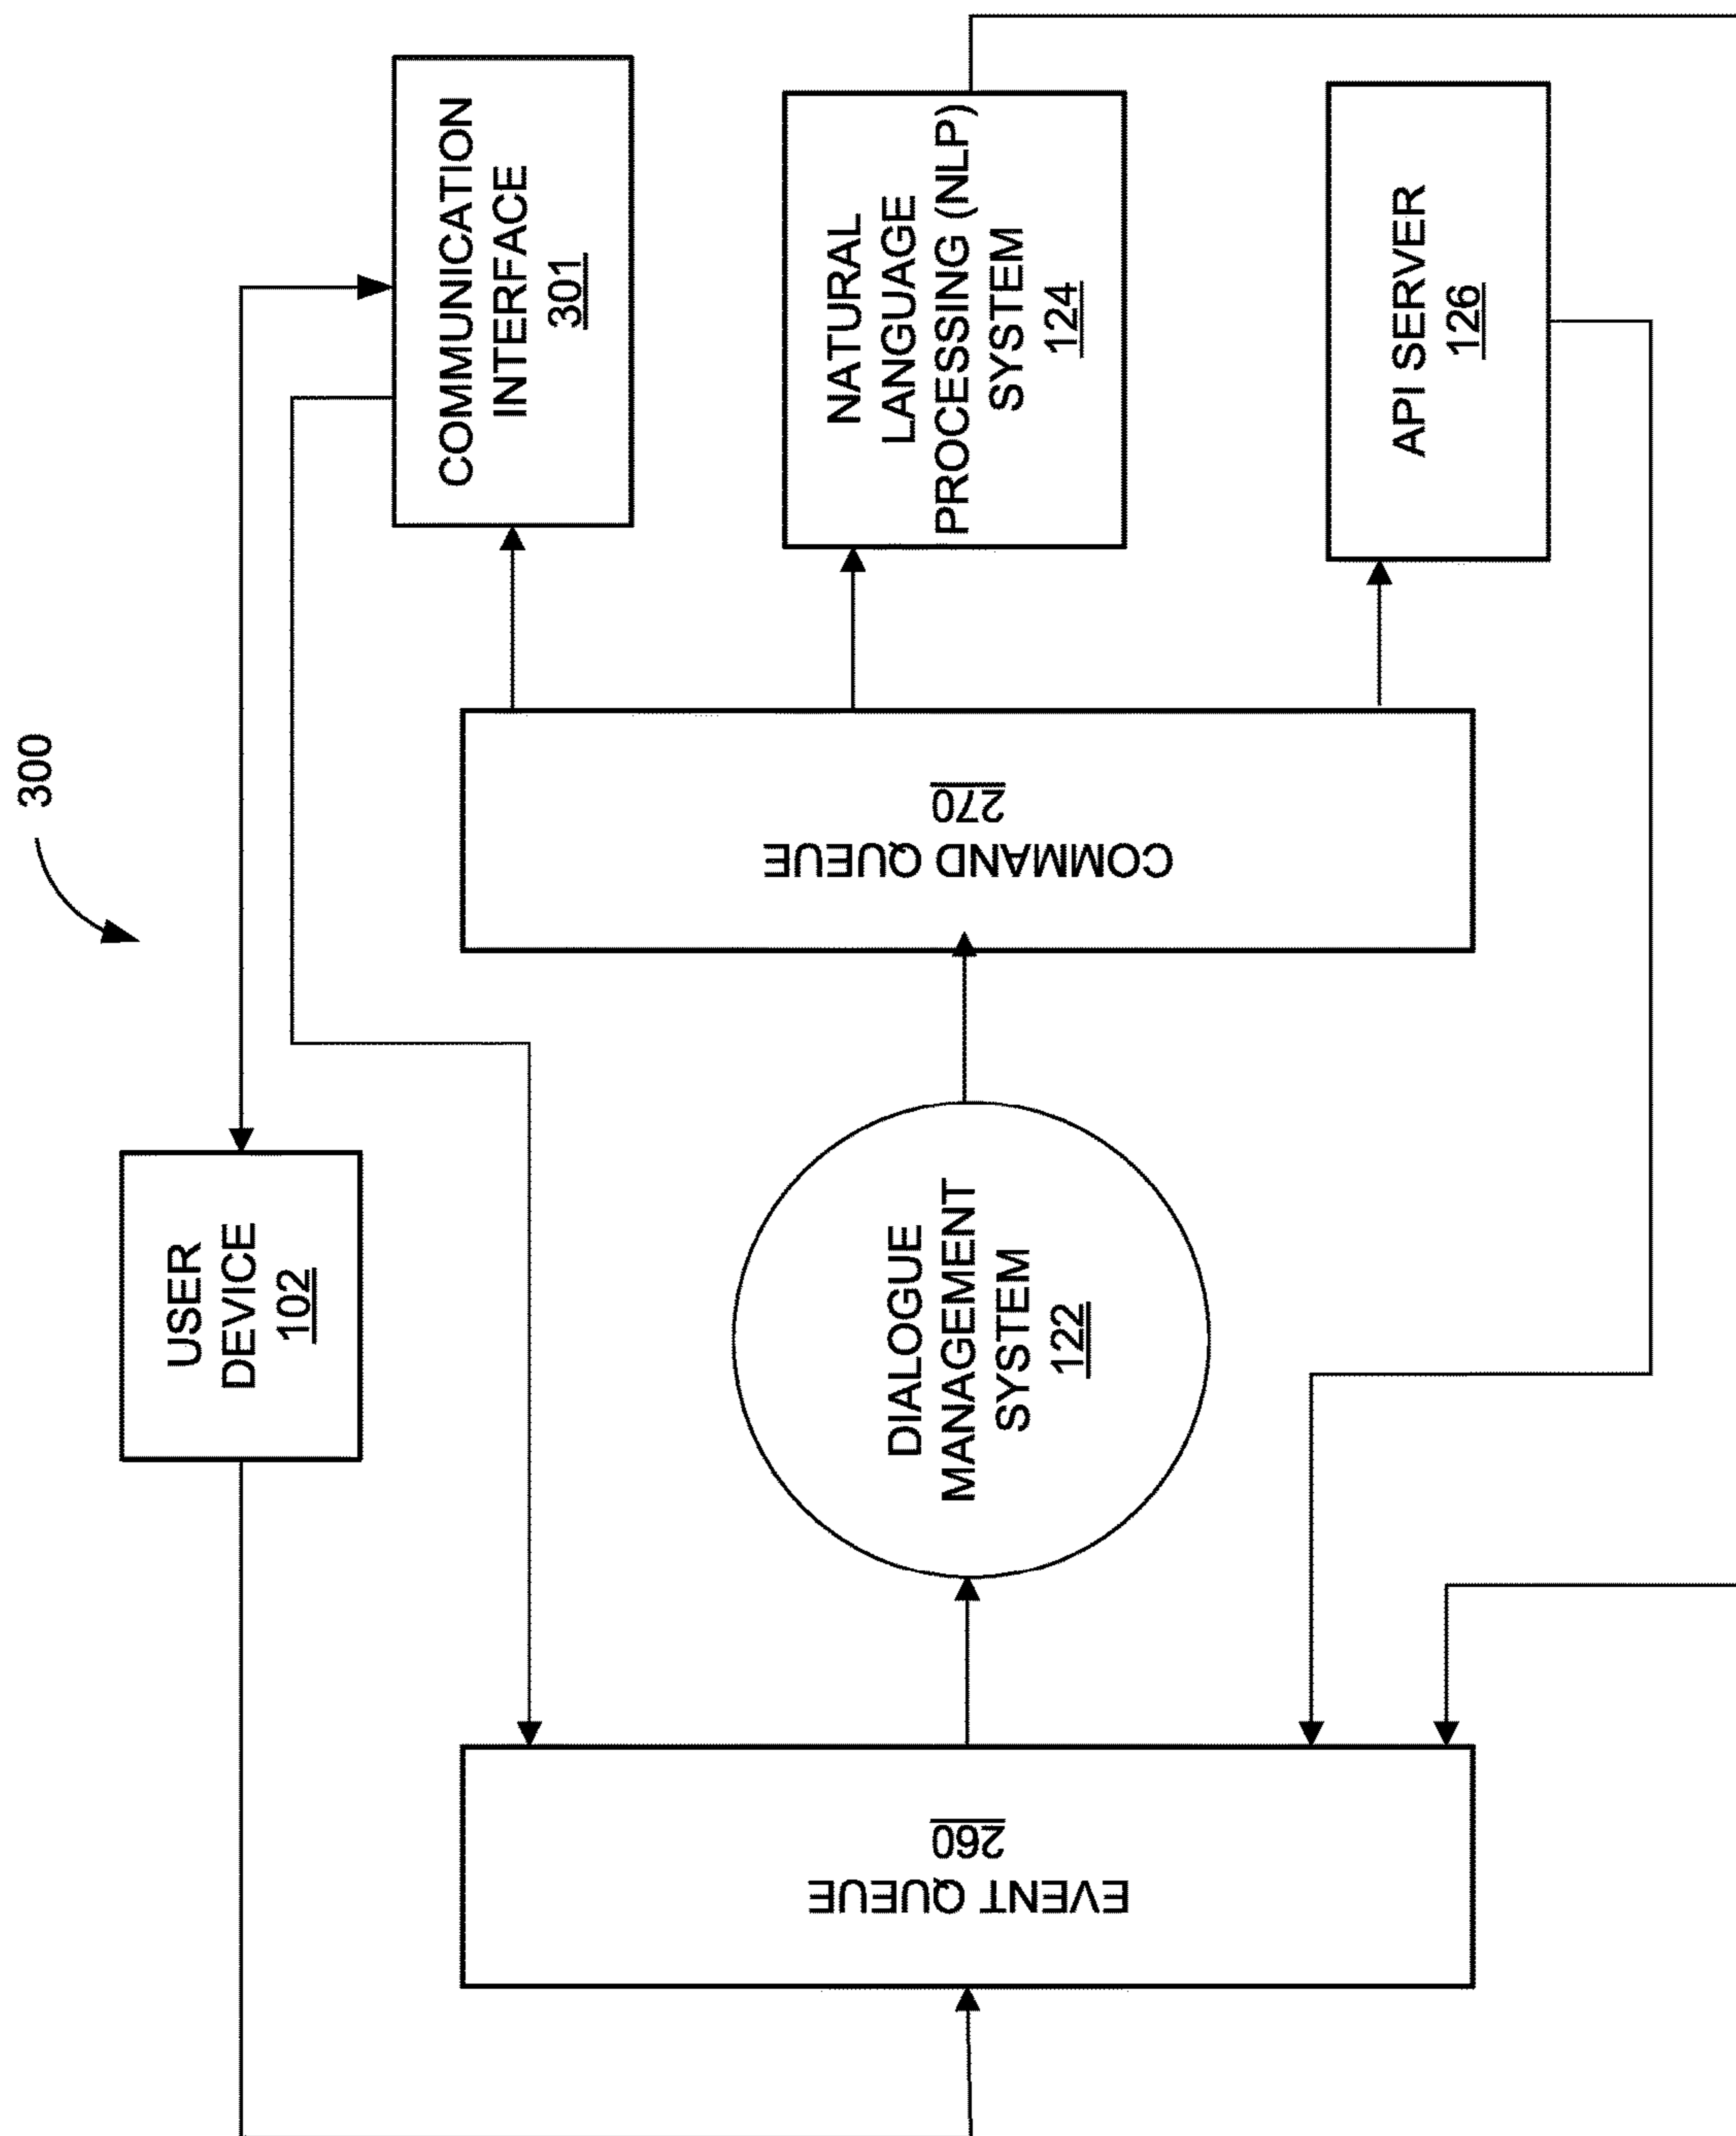 300
USER
DEVICE
102
COMMUNICATION
INTERFACE
301
EVENT QUEUE
260
DIALOGUE
MANAGEMENT
SYSTEM
122
COMMAND QUEUE
270
NATURAL
LANGUAGE
PROCESSING (NLP)
SYSTEM
124
API SERVER
126